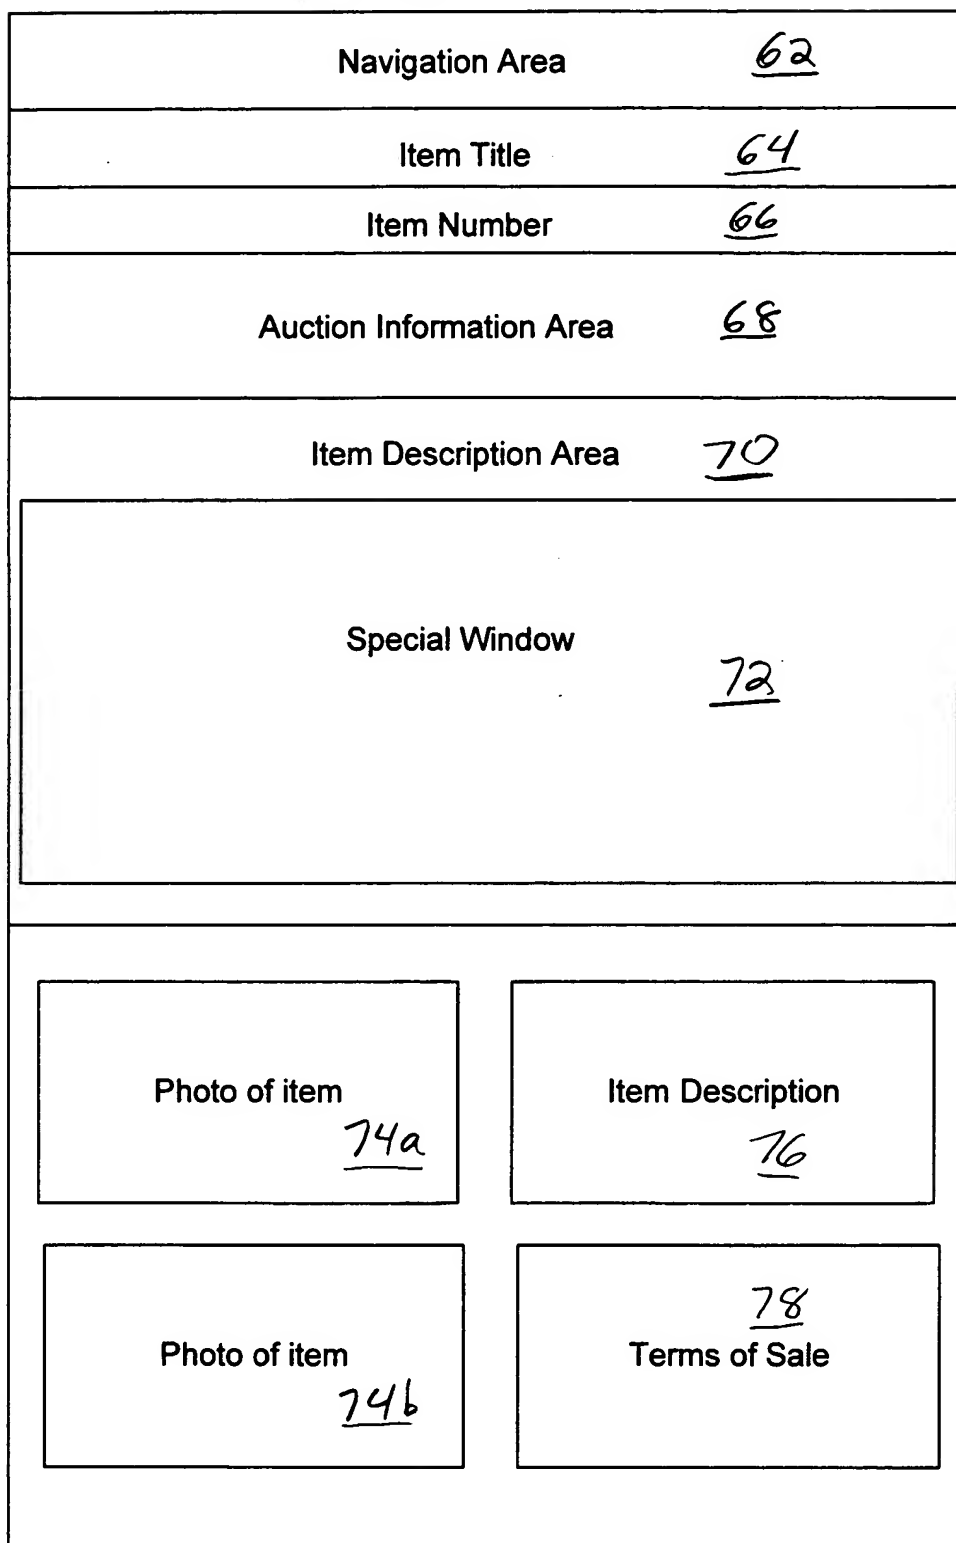 Navigation Area 62
Item Title 64
Item Number 66
Auction Information Area 68
Item Description Area 70
Special Window
72
Photo of item
74a
Item Description
76
Photo of item
74b
78
Terms of Sale